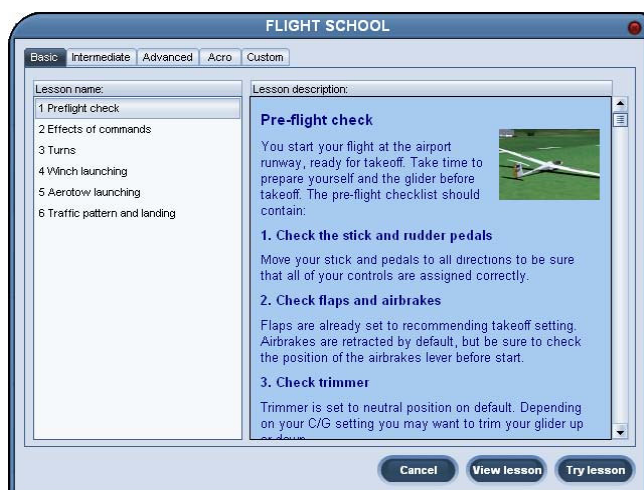 FLIGHT SCHOOL
Basic Intermediate Advanced Acro Custom
Lesson name:
1 Preflight check
2 Effects of commands
3 Turns
4 Winch launching
5 Aerotow launching
6 Traffic pattern and landing
Lesson description:
Pre-flight check
You start your flight at the airport
runway, ready for takeoff. Take time to
prepare yourself and the glider before
takeoff. The pre-flight checklist should
contain:
1. Check the stick and rudder pedals
Move your stick and pedals to all directions to be sure
that all of your controls are assigned correctly.
2. Check flaps and airbrakes
Flaps are already set to recommending takeoff setting.
Airbrakes are retracted by default, but be sure to check
the position of the airbrakes lever before start.
3. Check trimmer
Trimmer is set to neutral position on default. Depending
on your C/G setting you may want to trim your glider up
or down
Cancel View lesson Try lesson